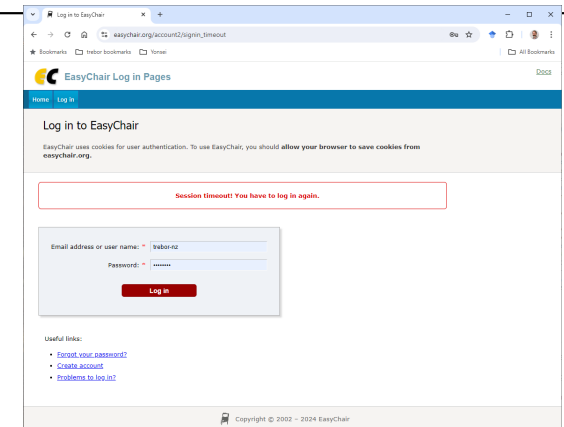 Log in to EasyChair
easychair.org/account2/signin_timeout
Bookmarks trebor bookmarks Yonsei All Bookmarks
EasyChair Log in Pages Docs
Home Log in
Log in to EasyChair
EasyChair uses cookies for user authentication. To use EasyChair, you should allow your browser to save cookies from
easychair.org.
Session timeout! You have to log in again.
Email address or user name: * trebor-nz
Password: * ••••••••
Log in
Useful links:
• Forgot your password?
• Create account
• Problems to log in?
Copyright © 2002 – 2024 EasyChair